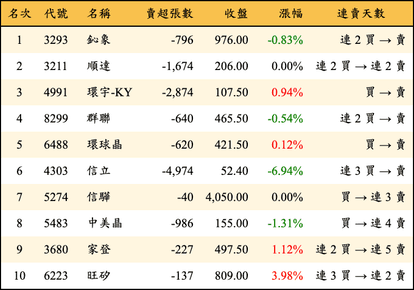 名次 代號 名稱 賣超張數 收盤 漲幅 連賣天數
1 3293 鈊象 -796 976.00 -0.83% 連 2 買 → 賣
2 3211 順達 -1,674 206.00 0.00% 連 2 買 → 連 2 賣
3 4991 環宇-KY -2,874 107.50 0.94% 買 → 賣
4 8299 群聯 -640 465.50 -0.54% 連 2 買 → 賣
5 6488 環球晶 -620 421.50 0.12% 買 → 賣
6 4303 信立 -4,974 52.40 -6.94% 連 3 買 → 賣
7 5274 信驊 -40 4,050.00 0.00% 買 → 連 3 賣
8 5483 中美晶 -986 155.00 -1.31% 買 → 連 4 賣
9 3680 家登 -227 497.50 1.12% 連 2 買 → 連 5 賣
10 6223 旺矽 -137 809.00 3.98% 連 3 買 → 連 2 賣